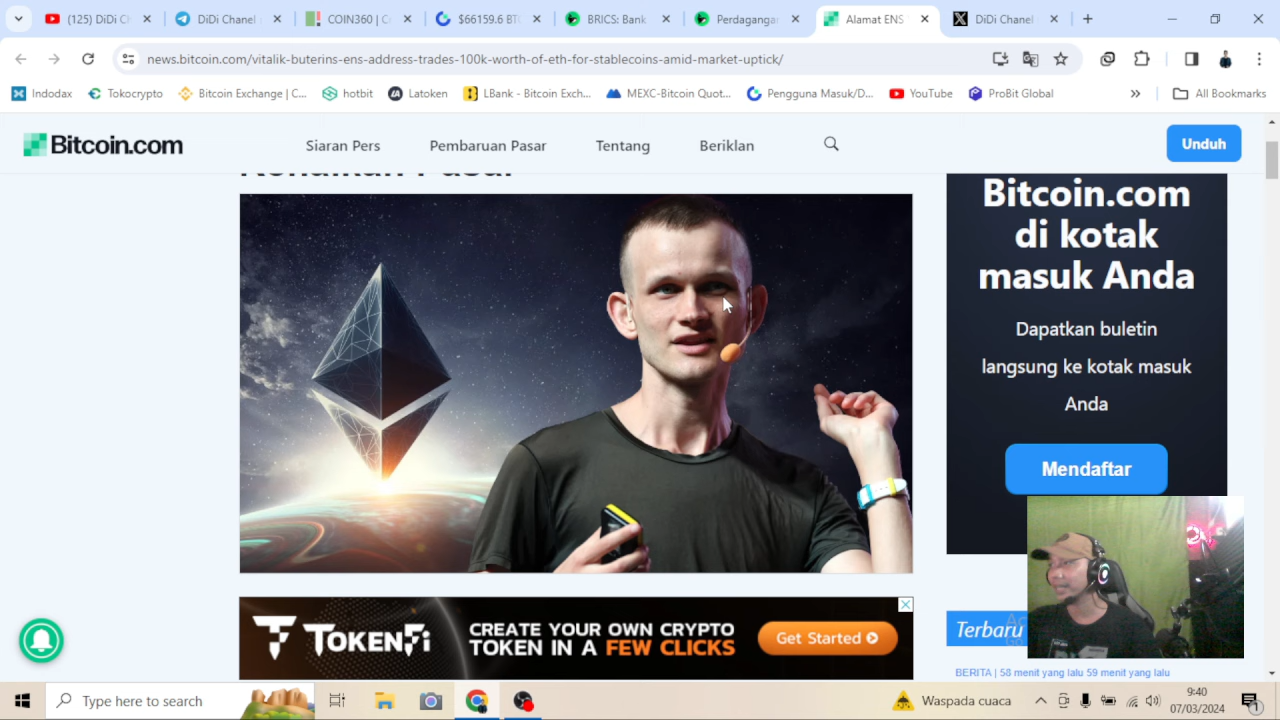 (125) DiDi C
DiDi Chanel
COIN360 | C
$66159.6 BT
BRICS: Bank
Perdagangan
Alamat ENS
DiDi Chanel
news.bitcoin.com/vitalik-buterins-ens-address-trades-100k-worth-of-eth-for-stablecoins-amid-market-uptick/
Indodax
Tokocrypto
Bitcoin Exchange | C...
hotbit
Latoken
LBank - Bitcoin Exch...
MEXC-Bitcoin Quot...
Pengguna Masuk/D...
YouTube
ProBit Global
»
All Bookmarks
Bitcoin.com
Siaran Pers
Pembaruan Pasar
Tentang
Beriklan
Unduh
Kenaikan Pasar
Bitcoin.com
di kotak
masuk Anda
Dapatkan buletin
langsung ke kotak masuk
Anda
Mendaftar
TOKENFI
CREATE YOUR OWN CRYPTO
TOKEN IN A FEW CLICKS
Get Started
Terbaru
BERITA | 58 menit yang lalu 59 menit yang lalu
Type here to search
Waspada cuaca
9:40
07/03/2024
1